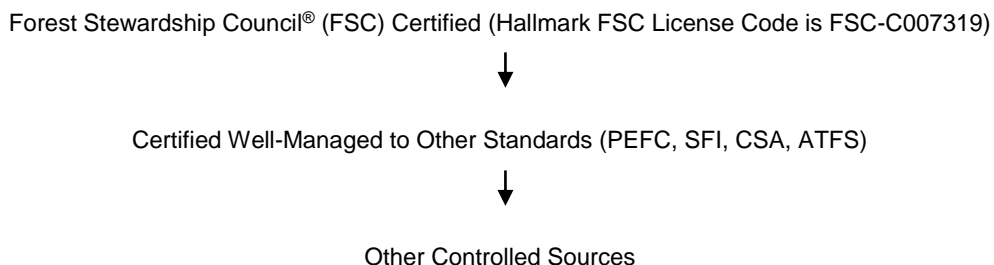 Forest Stewardship Council® (FSC) Certified (Hallmark FSC License Code is FSC-C007319)
Certified Well-Managed to Other Standards (PEFC, SFI, CSA, ATFS)
Other Controlled Sources